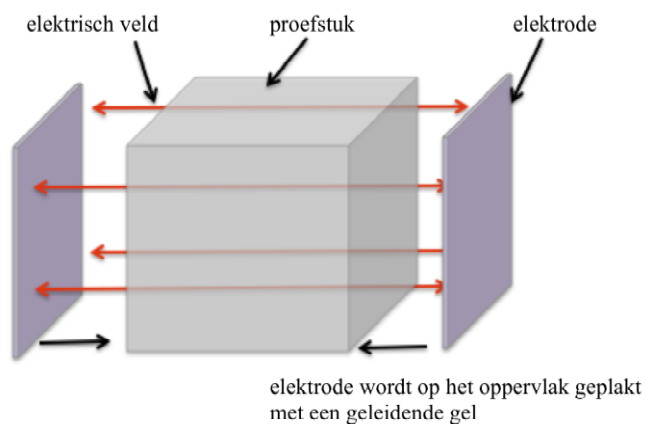 elektrisch veld
proefstuk
elektrode
elektrode wordt op het oppervlak geplakt
met een geleidende gel